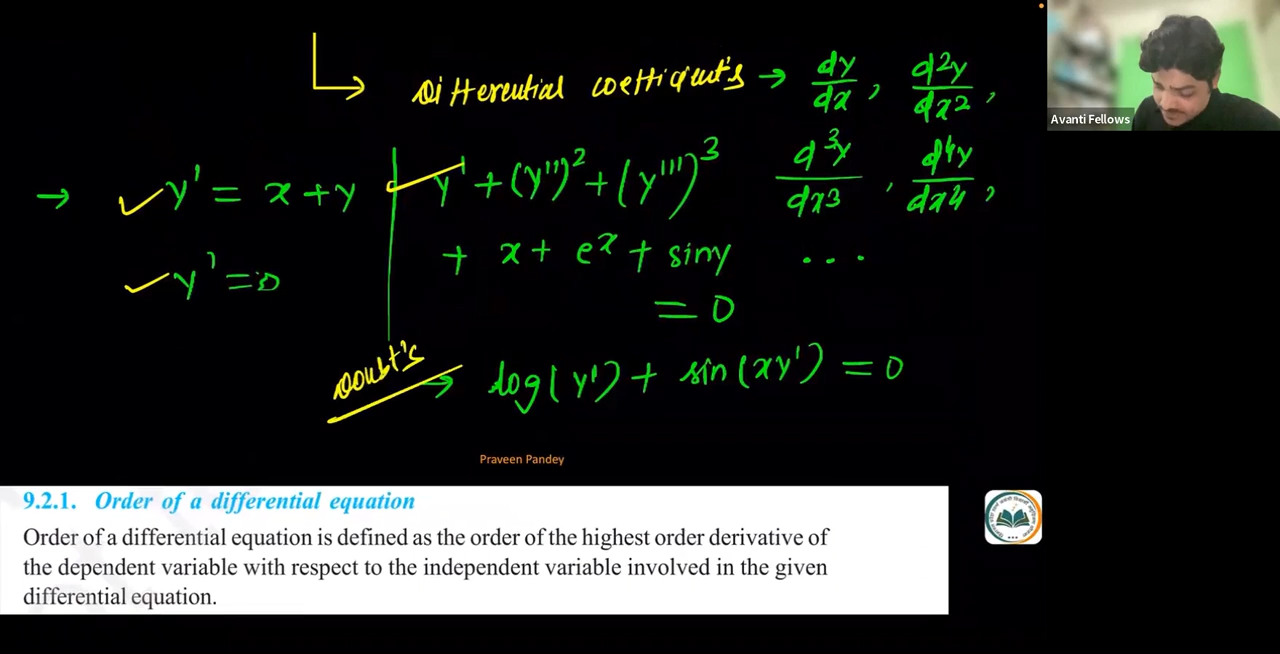 Differential coefficient's → dy/dx, d²y/dx²,
→ ✓ y' = x + y
y' + (y'')² + (y''')³
d³y/dx³, d⁴y/dx⁴,
+ x + eˣ + siny
...
✓ y' = 0
= 0
Doubt's → log(y') + sin(xy') = 0
Avanti Fellows
Praveen Pandey
9.2.1. Order of a differential equation
Order of a differential equation is defined as the order of the highest order derivative of
the dependent variable with respect to the independent variable involved in the given
differential equation.